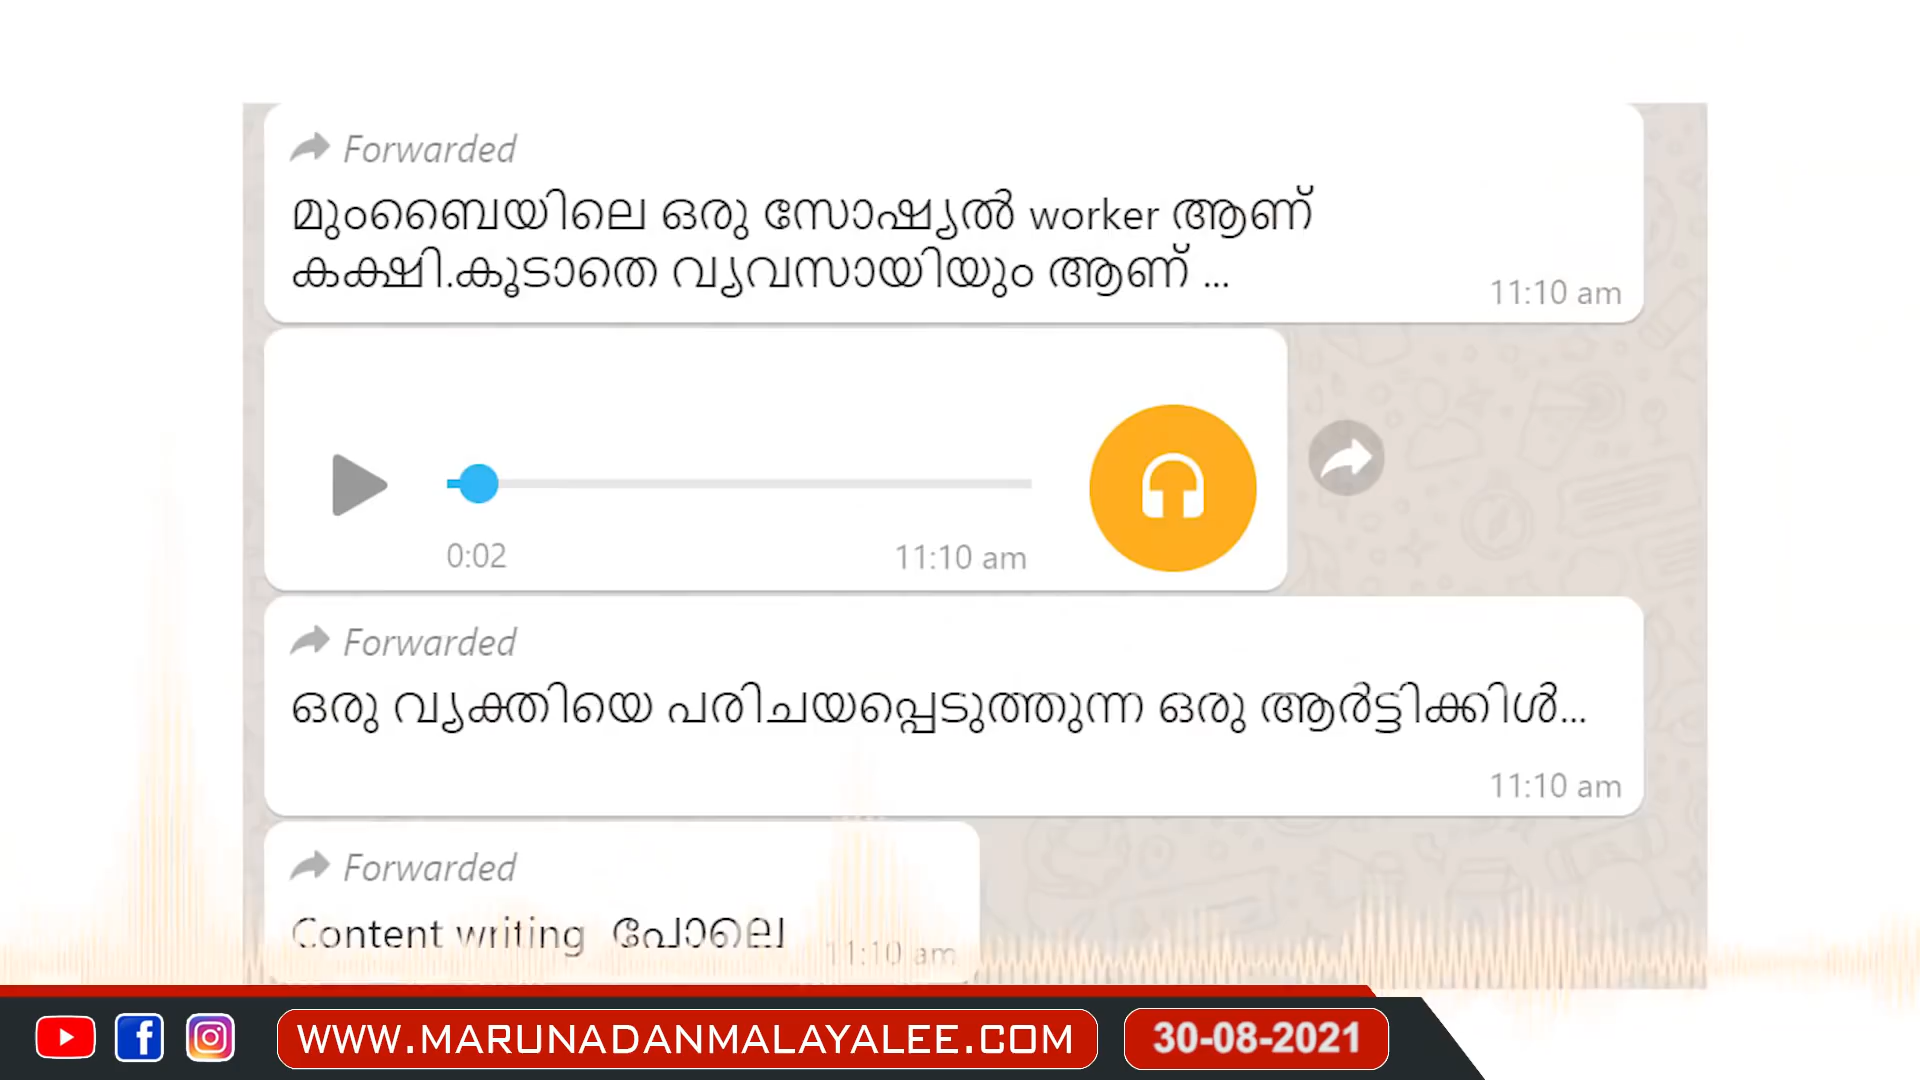 Forwarded
മുംബൈയിലെ ഒരു സോഷ്യൽ worker ആണ്
കക്ഷി.കൂടാതെ വ്യവസായിയും ആണ് ...
11:10 am
0:02
11:10 am
Forwarded
ഒരു വ്യക്തിയെ പരിചയപ്പെടുത്തുന്ന ഒരു ആർട്ടിക്കിൾ...
11:10 am
Forwarded
Content writing പോലെ
11:10 am
WWW.MARUNADANMALAYALEE.COM
30-08-2021